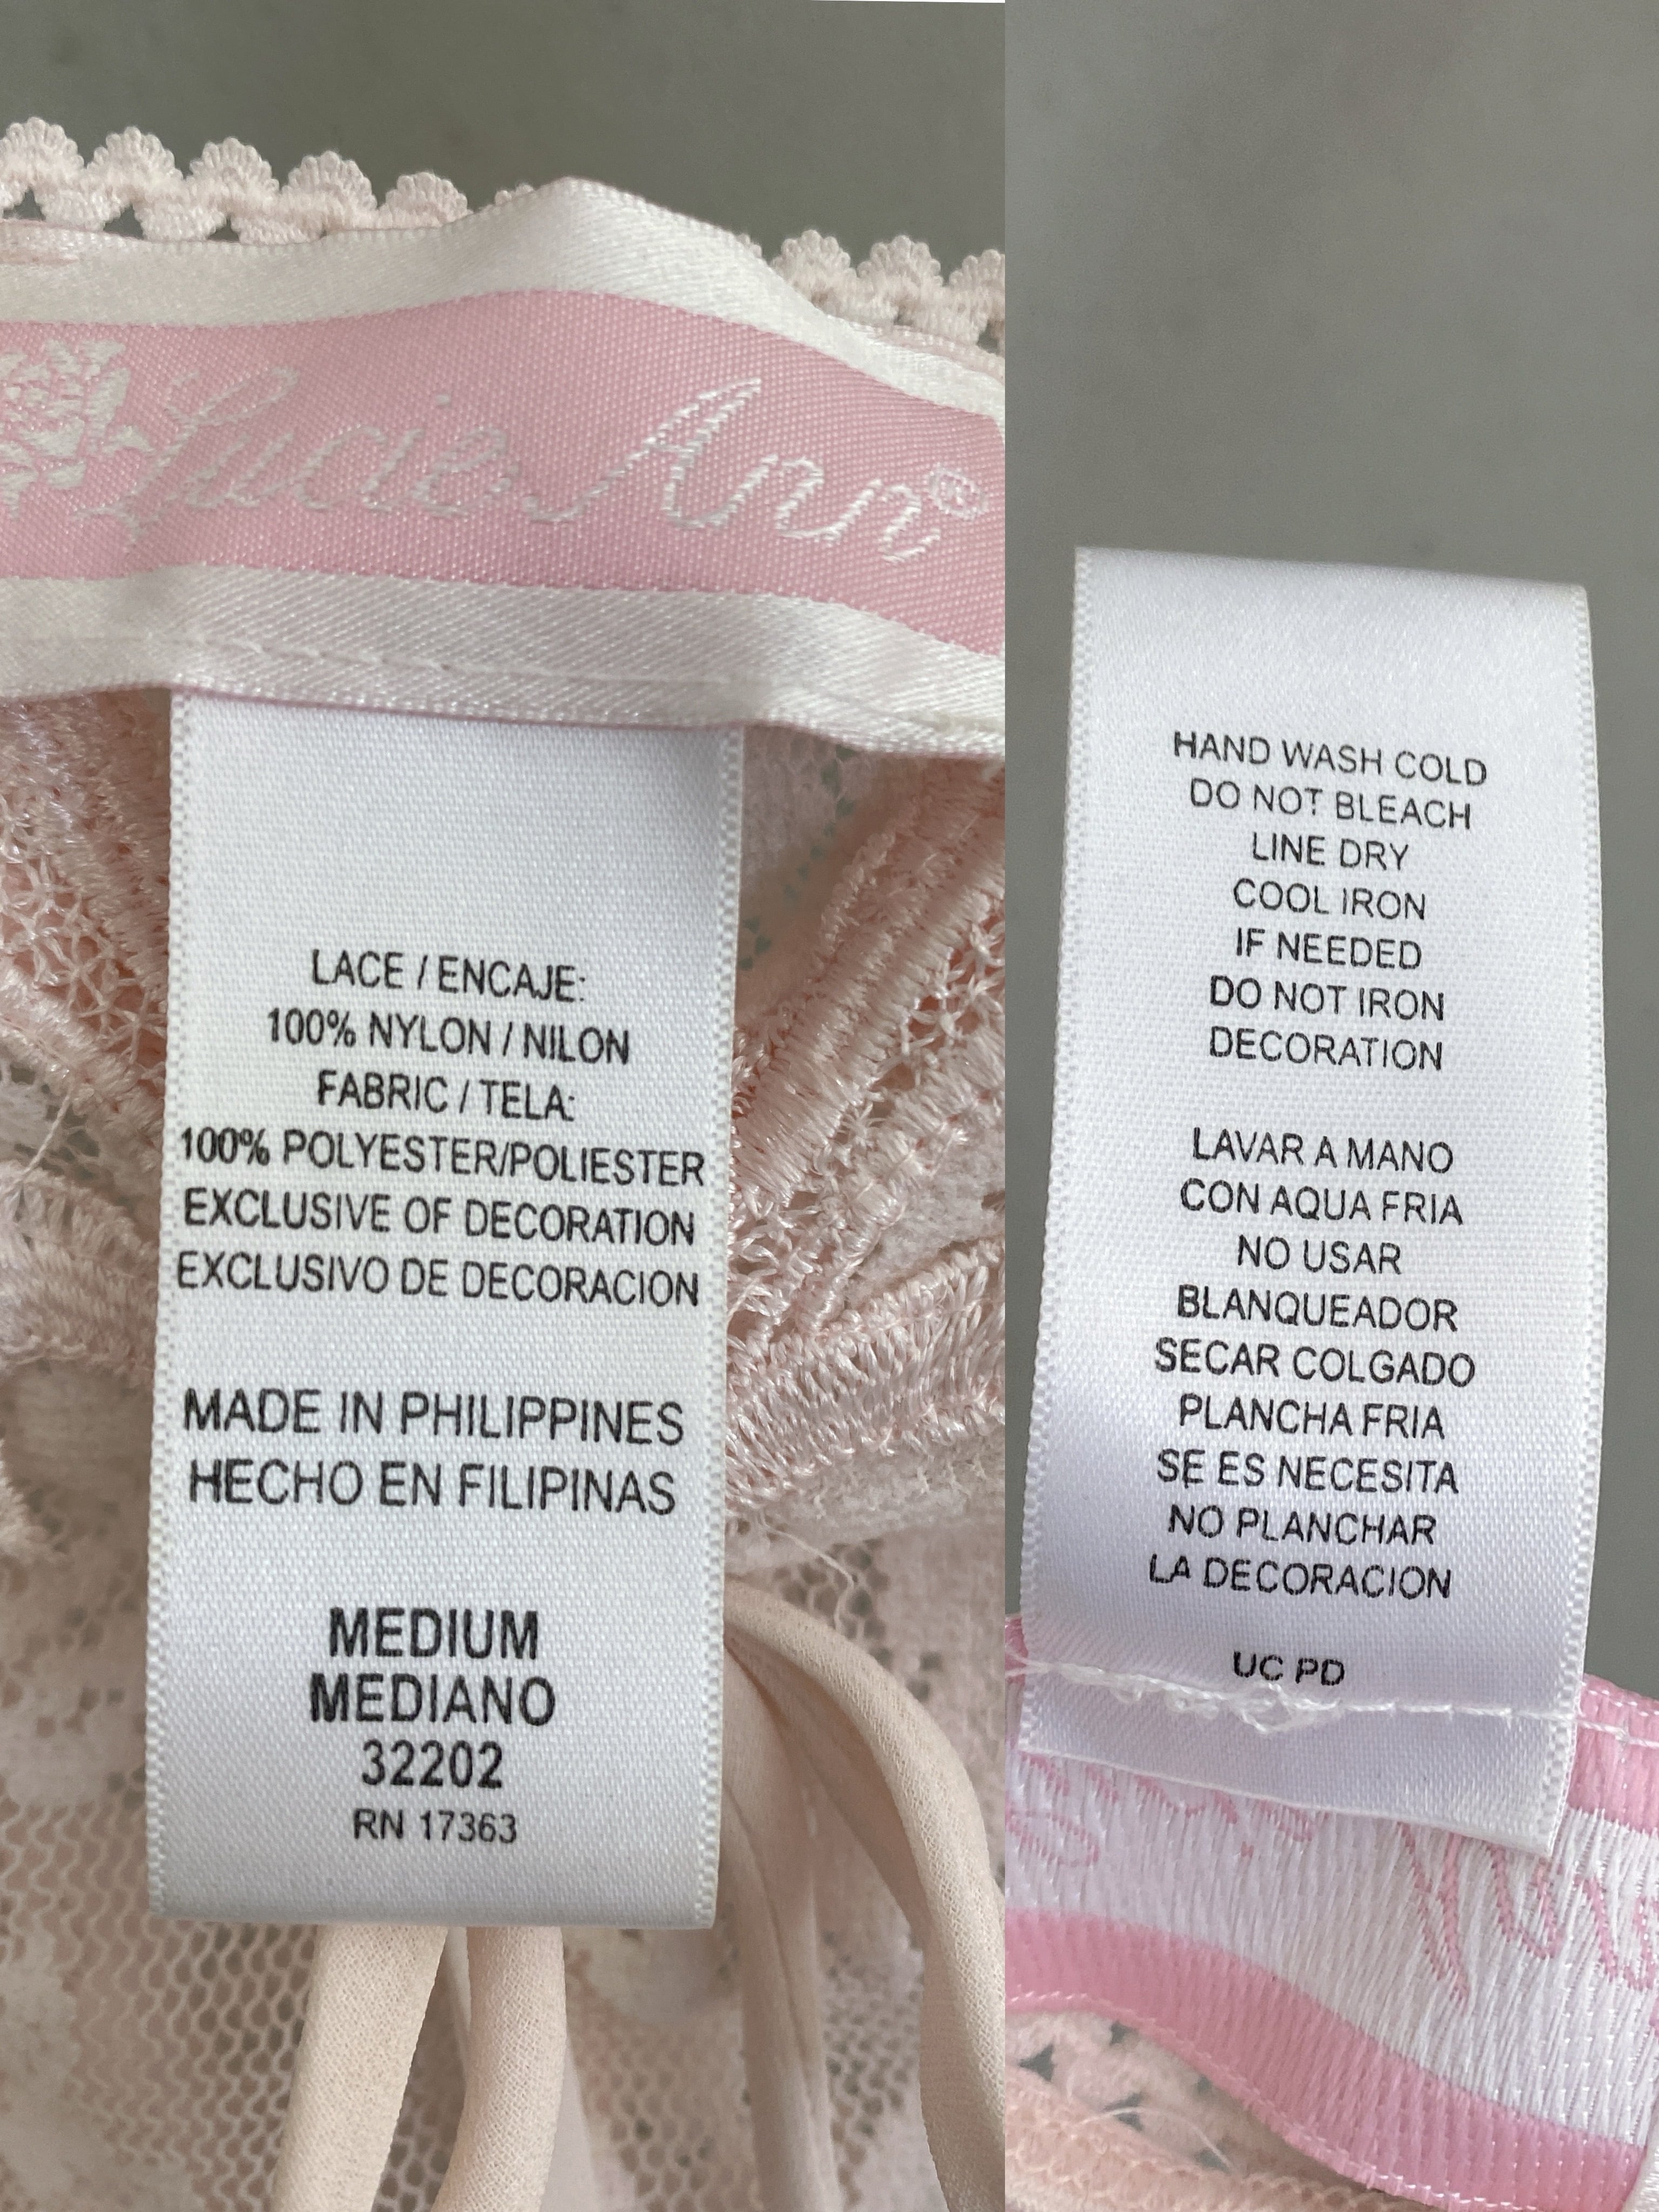 Lucie Ann®
LACE / ENCAJE:
100% NYLON / NILON
FABRIC / TELA:
100% POLYESTER/POLIESTER
EXCLUSIVE OF DECORATION
EXCLUSIVO DE DECORACION
MADE IN PHILIPPINES
HECHO EN FILIPINAS
MEDIUM
MEDIANO
32202
RN 17363
HAND WASH COLD
DO NOT BLEACH
LINE DRY
COOL IRON
IF NEEDED
DO NOT IRON
DECORATION
LAVAR A MANO
CON AQUA FRIA
NO USAR
BLANQUEADOR
SECAR COLGADO
PLANCHA FRIA
SE ES NECESITA
NO PLANCHAR
LA DECORACION
UC PD